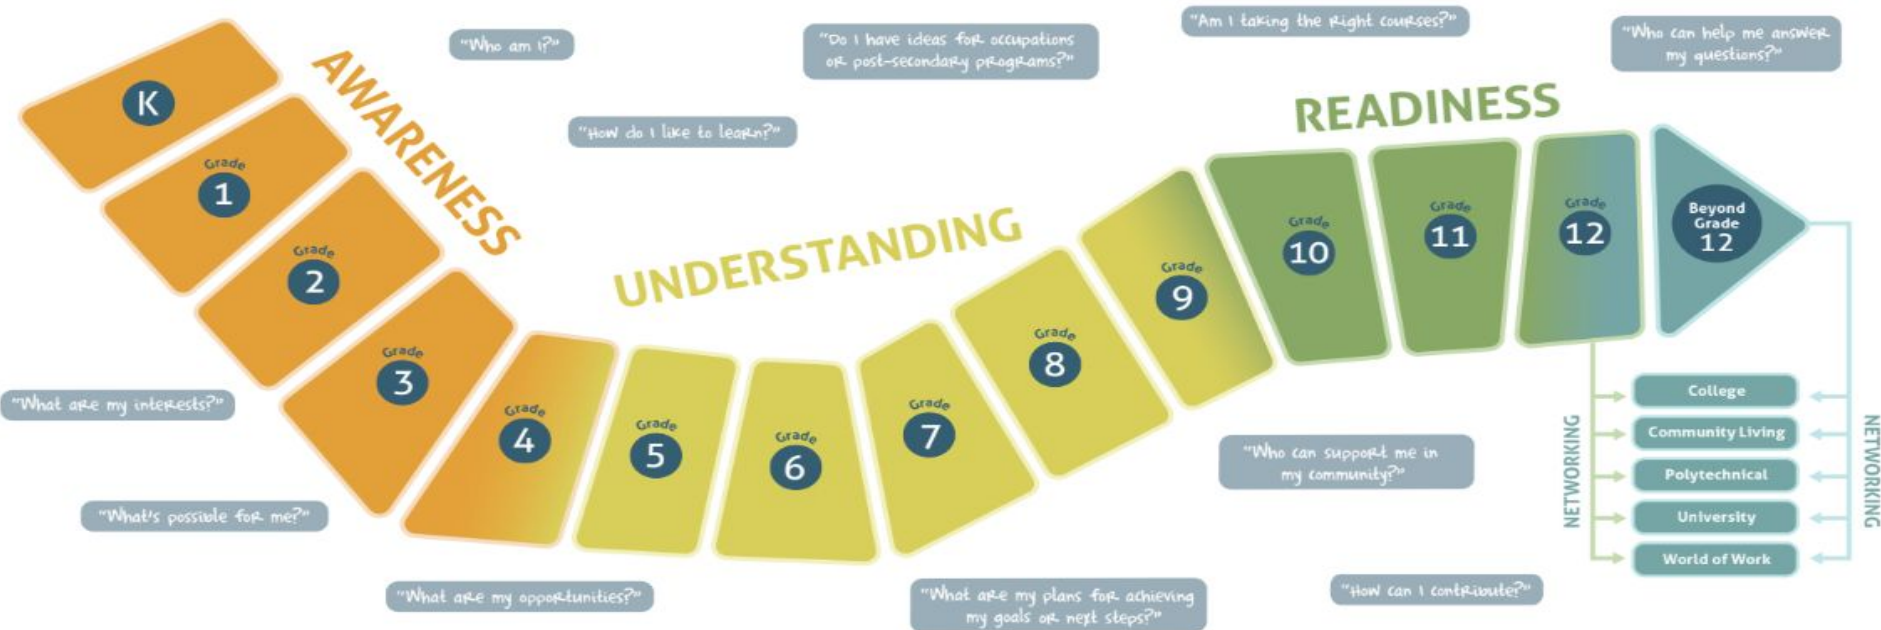 "Who am I?"
"Do I have ideas for occupations
or post-secondary programs?"
"Am I taking the right courses?"
"Who can help me answer
my questions?"
"How do I like to learn?"
AWARENESS
UNDERSTANDING
READINESS
K
Grade
1
Grade
2
Grade
3
Grade
4
Grade
5
Grade
6
Grade
7
Grade
8
Grade
9
Grade
10
Grade
11
Grade
12
Beyond
Grade
12
"What are my interests?"
"What's possible for me?"
"What are my opportunities?"
"What are my plans for achieving
my goals or next steps?"
"Who can support me in
my community?"
"How can I contribute?"
NETWORKING
College
Community Living
Polytechnical
University
World of Work
NETWORKING